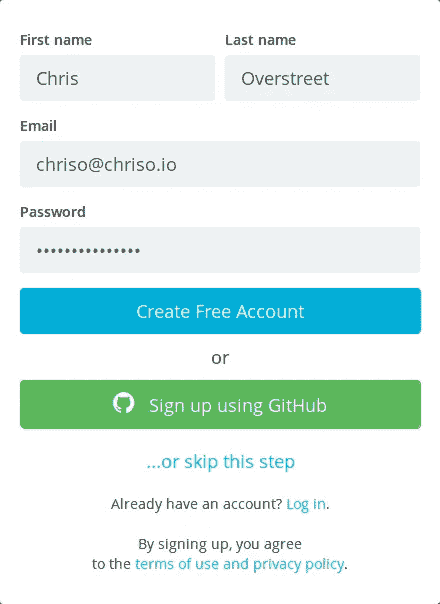 First name Last name
Chris Overstreet
Email
chriso@chriso.io
Password
•••••••••••••••
Create Free Account
or
Sign up using GitHub
...or skip this step
Already have an account? Log in.
By signing up, you agree
to the terms of use and privacy policy.